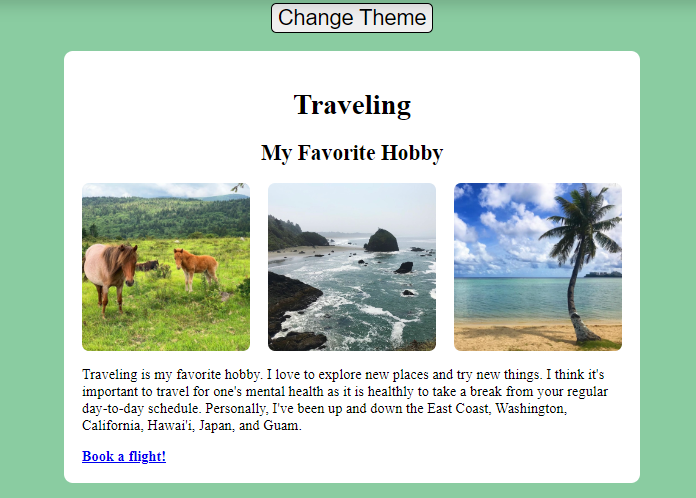 Change Theme
Traveling
My Favorite Hobby
Traveling is my favorite hobby. I love to explore new places and try new things. I think it's
important to travel for one's mental health as it is healthly to take a break from your regular
day-to-day schedule. Personally, I've been up and down the East Coast, Washington,
California, Hawai'i, Japan, and Guam.
Book a flight!